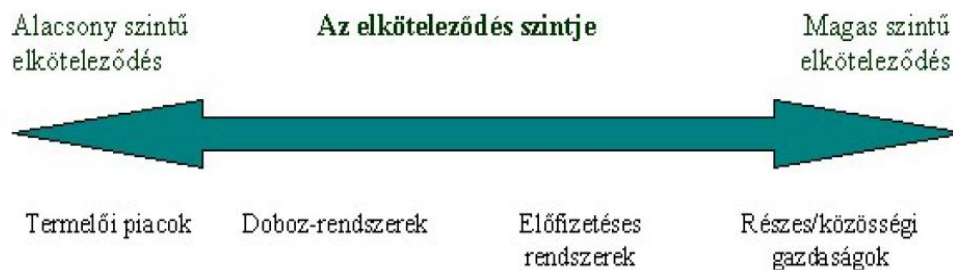 Alacsony szintű
elköteleződés
Az elköteleződés szintje
Magas szintű
elköteleződés
Termelői piacok
Doboz-rendszerek
Előfizetéses
rendszerek
Részes/közösségi
gazdaságok